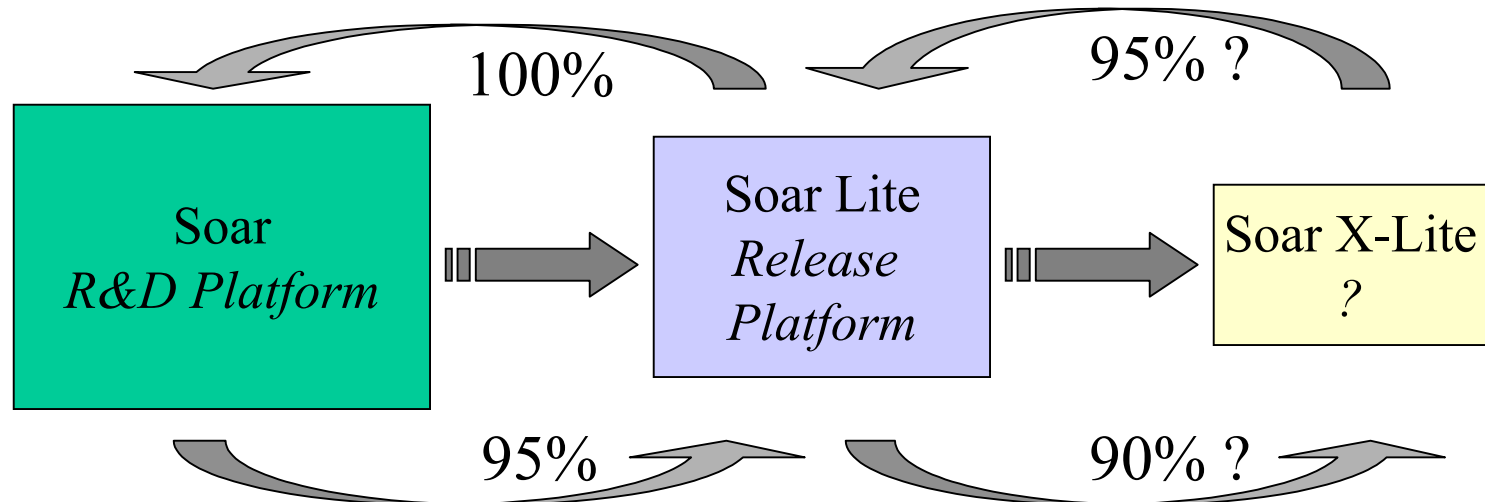 100%
95% ?
Soar
R&D Platform
Soar Lite
Release
Platform
Soar X-Lite
?
95%
90% ?